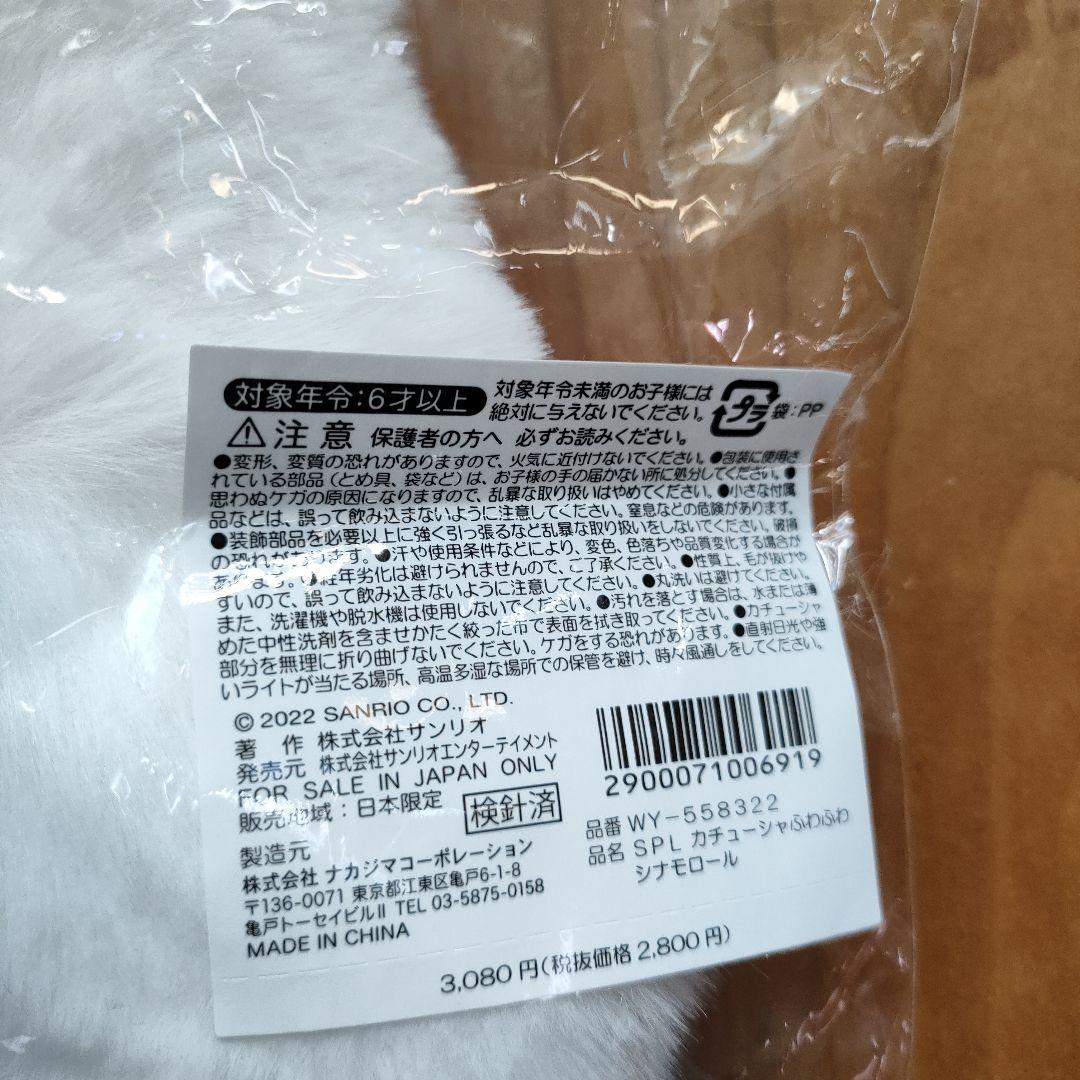 対象年令:6才以上
対象年令未満のお子様には
絶対に与えないでください。
プラ
袋:PP
⚠注意 保護者の方へ 必ずお読みください。
●変形、変質の恐れがありますので、火気に近付けないでください。●包装に使用さ
れている部品(とめ具、袋など)は、お子様の手の届かない所に処分してください。●
思わぬケガの原因になりますので、乱暴な取り扱いはやめてください。●小さな付属
品などは、誤って飲み込まないように注意してください。窒息などの危険があります。
●装飾部品を必要以上に強く引っ張るなど乱暴な取り扱いをしないでください。破損
の恐れがあります。●汗や使用条件などにより、変色、色落ちや品質変化する場合が
あります。●経年劣化は避けられませんので、ご了承ください。●性質上、毛が抜けや
すいので、誤って飲み込まないように注意してください。●丸洗いは避けてください。
また、洗濯機や脱水機は使用しないでください。●汚れを落とす場合は、水または薄
めた中性洗剤を含ませかたく絞った布で表面を拭き取ってください。●カチューシャ
部分を無理に折り曲げないでください。ケガをする恐れがあります。●直射日光や強
いライトが当たる場所、高温多湿な場所での保管を避け、時々風通しをしてください。
© 2022 SANRIO CO., LTD.
著 作 株式会社サンリオ
発売元 株式会社サンリオエンターテイメント
FOR SALE IN JAPAN ONLY
販売地域:日本限定
検針済
製造元
株式会社 ナカジマコーポレーション
〒136-0071 東京都江東区亀戸6-1-8
亀戸トーセイビルⅡ TEL 03-5875-0158
MADE IN CHINA
2900071006919
品番 WY-558322
品名 SPL カチューシャふわふわ
シナモロール
3,080円(税抜価格 2,800円)